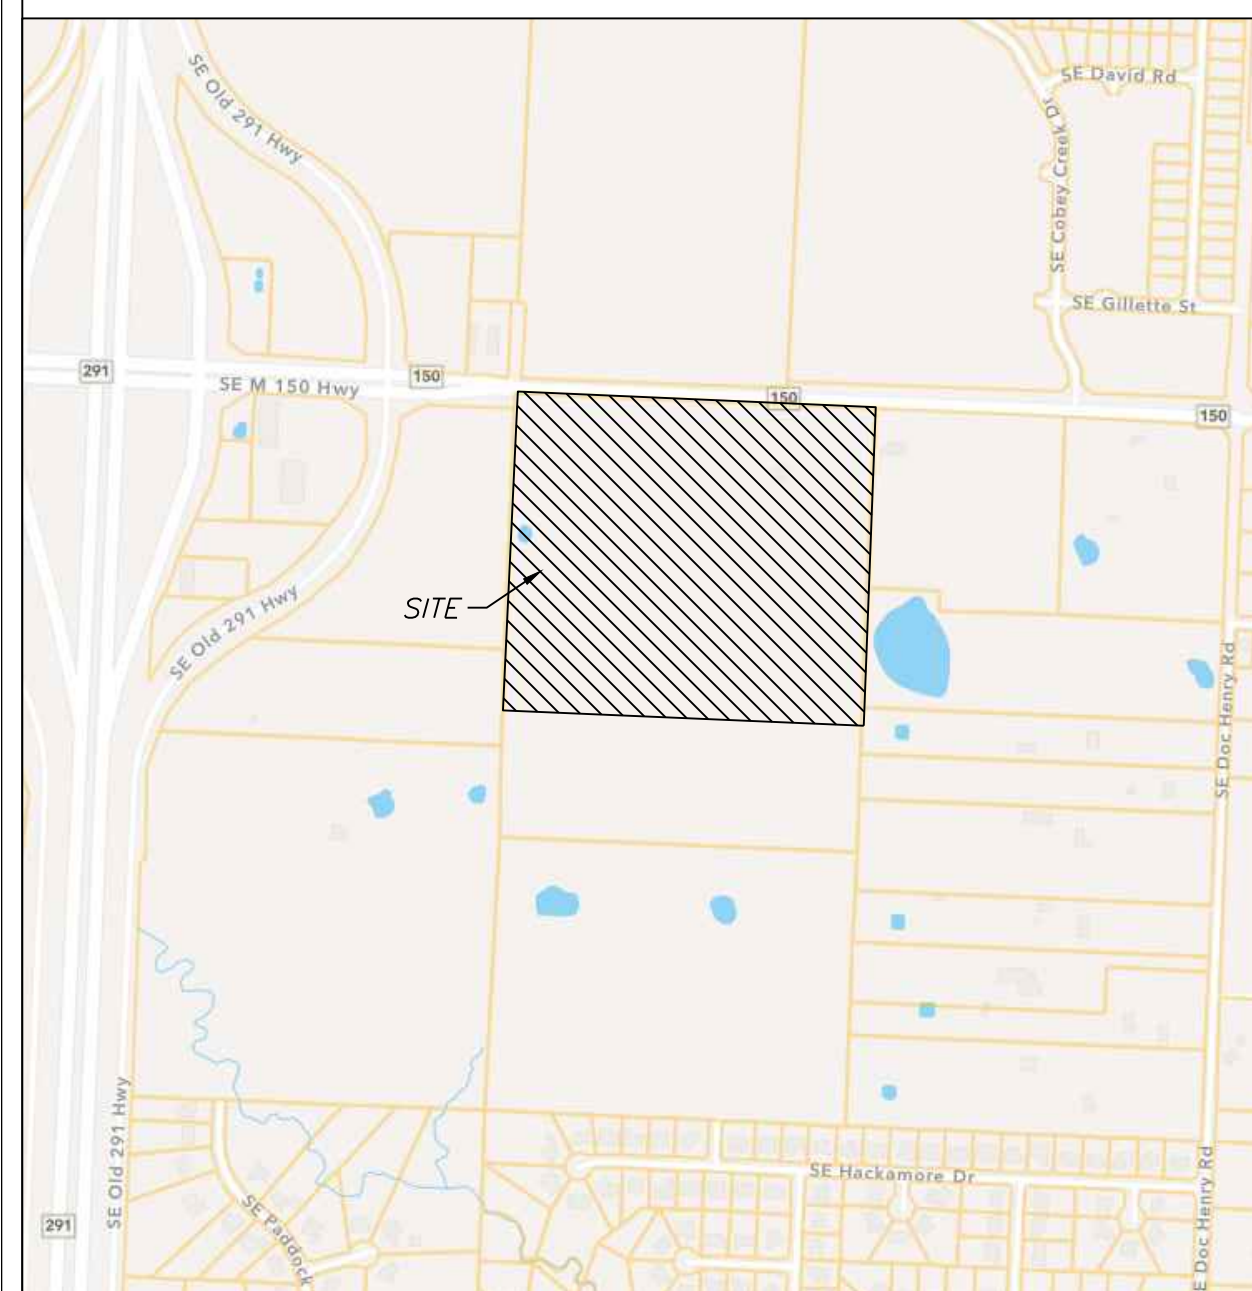 SE Old 291 Hwy
SE David Rd
SE Cobey Creek Dr
SE Gillette St
291
SE M 150 Hwy
150
150
150
SITE
SE Old 291 Hwy
SE Doc Henry Rd
SE Old 291 Hwy
SE Hackamore Dr
SE Paddock
291
E Doc Henry Rd